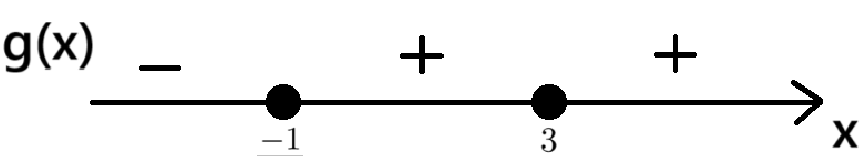 g(x) − + +
−1 3 x